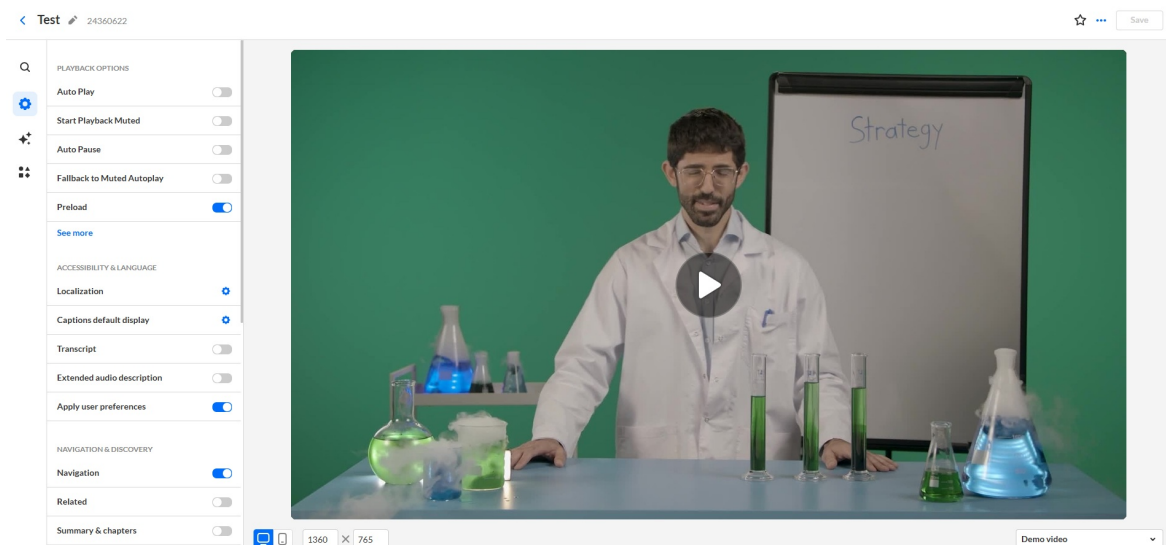 Test 24360622
Save
PLAYBACK OPTIONS
Auto Play
Start Playback Muted
Auto Pause
Fallback to Muted Autoplay
Preload
See more
ACCESSIBILITY & LANGUAGE
Localization
Captions default display
Transcript
Extended audio description
Apply user preferences
NAVIGATION & DISCOVERY
Navigation
Related
Summary & chapters
Strategy
1360 × 765
Demo video